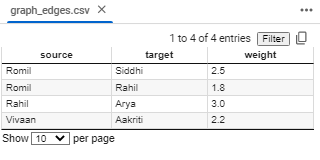 graph_edges.csv
1 to 4 of 4 entries Filter
source target weight
Romil Siddhi 2.5
Romil Rahil 1.8
Rahil Arya 3.0
Vivaan Aakriti 2.2
Show 10 per page